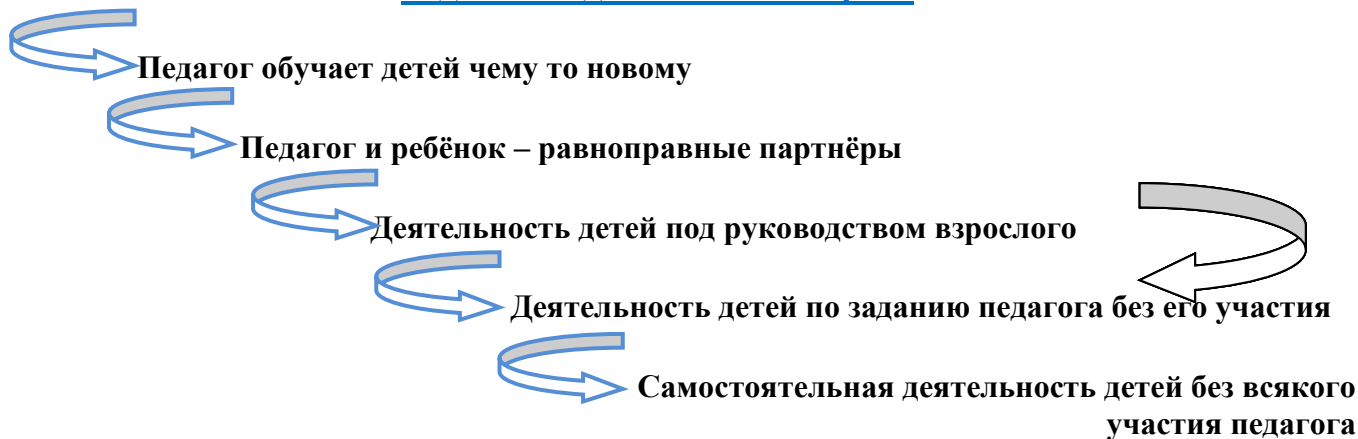 Педагог обучает детей чему то новому
Педагог и ребёнок – равноправные партнёры
Деятельность детей под руководством взрослого
Деятельность детей по заданию педагога без его участия
Самостоятельная деятельность детей без всякого
участия педагога